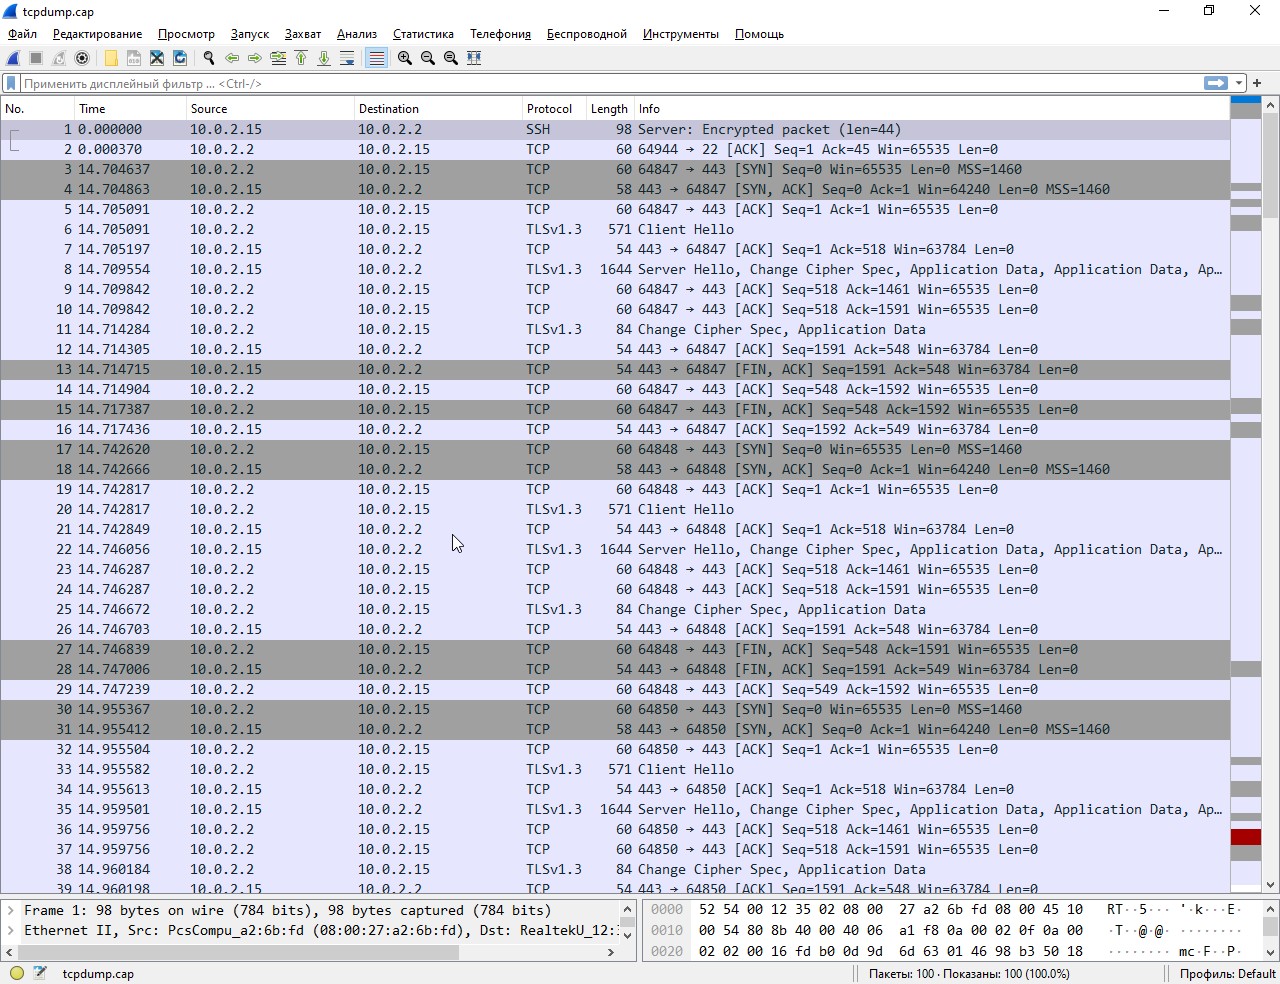 tcpdump.cap
Файл Редактирование Просмотр Запуск Захват Анализ Статистика Телефония Беспроводной Инструменты Помощь
Применить дисплейный фильтр ... <Ctrl-/>
No. Time Source Destination Protocol Length Info
1 0.000000 10.0.2.15 10.0.2.2 SSH 98 Server: Encrypted packet (len=44)
2 0.000370 10.0.2.2 10.0.2.15 TCP 60 64944 → 22 [ACK] Seq=1 Ack=45 Win=65535 Len=0
3 14.704637 10.0.2.2 10.0.2.15 TCP 60 64847 → 443 [SYN] Seq=0 Win=65535 Len=0 MSS=1460
4 14.704863 10.0.2.15 10.0.2.2 TCP 58 443 → 64847 [SYN, ACK] Seq=0 Ack=1 Win=64240 Len=0 MSS=1460
5 14.705091 10.0.2.2 10.0.2.15 TCP 60 64847 → 443 [ACK] Seq=1 Ack=1 Win=65535 Len=0
6 14.705091 10.0.2.2 10.0.2.15 TLSv1.3 571 Client Hello
7 14.705197 10.0.2.15 10.0.2.2 TCP 54 443 → 64847 [ACK] Seq=1 Ack=518 Win=63784 Len=0
8 14.709554 10.0.2.15 10.0.2.2 TLSv1.3 1644 Server Hello, Change Cipher Spec, Application Data, Application Data, Ap…
9 14.709842 10.0.2.2 10.0.2.15 TCP 60 64847 → 443 [ACK] Seq=518 Ack=1461 Win=65535 Len=0
10 14.709842 10.0.2.2 10.0.2.15 TCP 60 64847 → 443 [ACK] Seq=518 Ack=1591 Win=65535 Len=0
11 14.714284 10.0.2.2 10.0.2.15 TLSv1.3 84 Change Cipher Spec, Application Data
12 14.714305 10.0.2.15 10.0.2.2 TCP 54 443 → 64847 [ACK] Seq=1591 Ack=548 Win=63784 Len=0
13 14.714715 10.0.2.15 10.0.2.2 TCP 54 443 → 64847 [FIN, ACK] Seq=1591 Ack=548 Win=63784 Len=0
14 14.714904 10.0.2.2 10.0.2.15 TCP 60 64847 → 443 [ACK] Seq=548 Ack=1592 Win=65535 Len=0
15 14.717387 10.0.2.2 10.0.2.15 TCP 60 64847 → 443 [FIN, ACK] Seq=548 Ack=1592 Win=65535 Len=0
16 14.717436 10.0.2.15 10.0.2.2 TCP 54 443 → 64847 [ACK] Seq=1592 Ack=549 Win=63784 Len=0
17 14.742620 10.0.2.2 10.0.2.15 TCP 60 64848 → 443 [SYN] Seq=0 Win=65535 Len=0 MSS=1460
18 14.742666 10.0.2.15 10.0.2.2 TCP 58 443 → 64848 [SYN, ACK] Seq=0 Ack=1 Win=64240 Len=0 MSS=1460
19 14.742817 10.0.2.2 10.0.2.15 TCP 60 64848 → 443 [ACK] Seq=1 Ack=1 Win=65535 Len=0
20 14.742817 10.0.2.2 10.0.2.15 TLSv1.3 571 Client Hello
21 14.742849 10.0.2.15 10.0.2.2 TCP 54 443 → 64848 [ACK] Seq=1 Ack=518 Win=63784 Len=0
22 14.746056 10.0.2.15 10.0.2.2 TLSv1.3 1644 Server Hello, Change Cipher Spec, Application Data, Application Data, Ap…
23 14.746287 10.0.2.2 10.0.2.15 TCP 60 64848 → 443 [ACK] Seq=518 Ack=1461 Win=65535 Len=0
24 14.746287 10.0.2.2 10.0.2.15 TCP 60 64848 → 443 [ACK] Seq=518 Ack=1591 Win=65535 Len=0
25 14.746672 10.0.2.2 10.0.2.15 TLSv1.3 84 Change Cipher Spec, Application Data
26 14.746703 10.0.2.15 10.0.2.2 TCP 54 443 → 64848 [ACK] Seq=1591 Ack=548 Win=63784 Len=0
27 14.746839 10.0.2.2 10.0.2.15 TCP 60 64848 → 443 [FIN, ACK] Seq=548 Ack=1591 Win=65535 Len=0
28 14.747006 10.0.2.15 10.0.2.2 TCP 54 443 → 64848 [FIN, ACK] Seq=1591 Ack=549 Win=63784 Len=0
29 14.747239 10.0.2.2 10.0.2.15 TCP 60 64848 → 443 [ACK] Seq=549 Ack=1592 Win=65535 Len=0
30 14.955367 10.0.2.2 10.0.2.15 TCP 60 64850 → 443 [SYN] Seq=0 Win=65535 Len=0 MSS=1460
31 14.955412 10.0.2.15 10.0.2.2 TCP 58 443 → 64850 [SYN, ACK] Seq=0 Ack=1 Win=64240 Len=0 MSS=1460
32 14.955504 10.0.2.2 10.0.2.15 TCP 60 64850 → 443 [ACK] Seq=1 Ack=1 Win=65535 Len=0
33 14.955582 10.0.2.2 10.0.2.15 TLSv1.3 571 Client Hello
34 14.955613 10.0.2.15 10.0.2.2 TCP 54 443 → 64850 [ACK] Seq=1 Ack=518 Win=63784 Len=0
35 14.959501 10.0.2.15 10.0.2.2 TLSv1.3 1644 Server Hello, Change Cipher Spec, Application Data, Application Data, Ap…
36 14.959756 10.0.2.2 10.0.2.15 TCP 60 64850 → 443 [ACK] Seq=518 Ack=1461 Win=65535 Len=0
37 14.959756 10.0.2.2 10.0.2.15 TCP 60 64850 → 443 [ACK] Seq=518 Ack=1591 Win=65535 Len=0
38 14.960184 10.0.2.2 10.0.2.15 TLSv1.3 84 Change Cipher Spec, Application Data
39 14.960198 10.0.2.15 10.0.2.2 TCP 54 443 → 64850 [ACK] Seq=1591 Ack=548 Win=63784 Len=0
Frame 1: 98 bytes on wire (784 bits), 98 bytes captured (784 bits)
Ethernet II, Src: PcsCompu_a2:6b:fd (08:00:27:a2:6b:fd), Dst: RealtekU_12:
0000 52 54 00 12 35 02 08 00 27 a2 6b fd 08 00 45 10 RT··5··· '·k···E·
0010 00 54 80 8b 40 00 40 06 a1 f8 0a 00 02 0f 0a 00 ·T··@·@· ········
0020 02 02 00 16 fd b0 0d 9d 6d 63 01 46 98 b3 50 18 ········ mc·F··P·
tcpdump.cap
Пакеты: 100 · Показаны: 100 (100.0%)
Профиль: Default